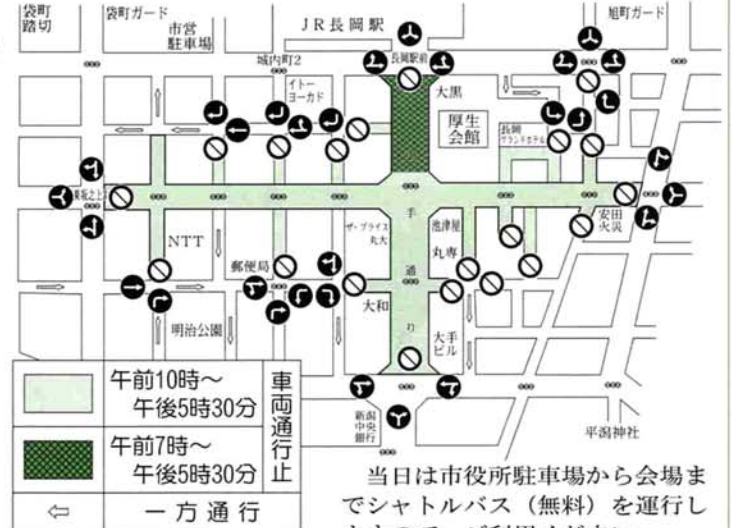 袋町
踏切
袋町ガード
市営
駐車場
JR長岡駅
旭町ガード
城内町2
長岡駅前
イトー
ヨーカド
大黒
厚生
会館
長岡
グランドホテル
NTT
郵便局
ザ・プライス
丸大
池津屋
丸専
安田
火災
手
通
り
大和
大手
ビル
明治公園
新潟
中央
銀行
平潟神社
午前10時〜
午後5時30分
午前7時〜
午後5時30分
車両通行止
⇦ 一方通行
当日は市役所駐車場から会場ま
でシャトルバス（無料）を運行し